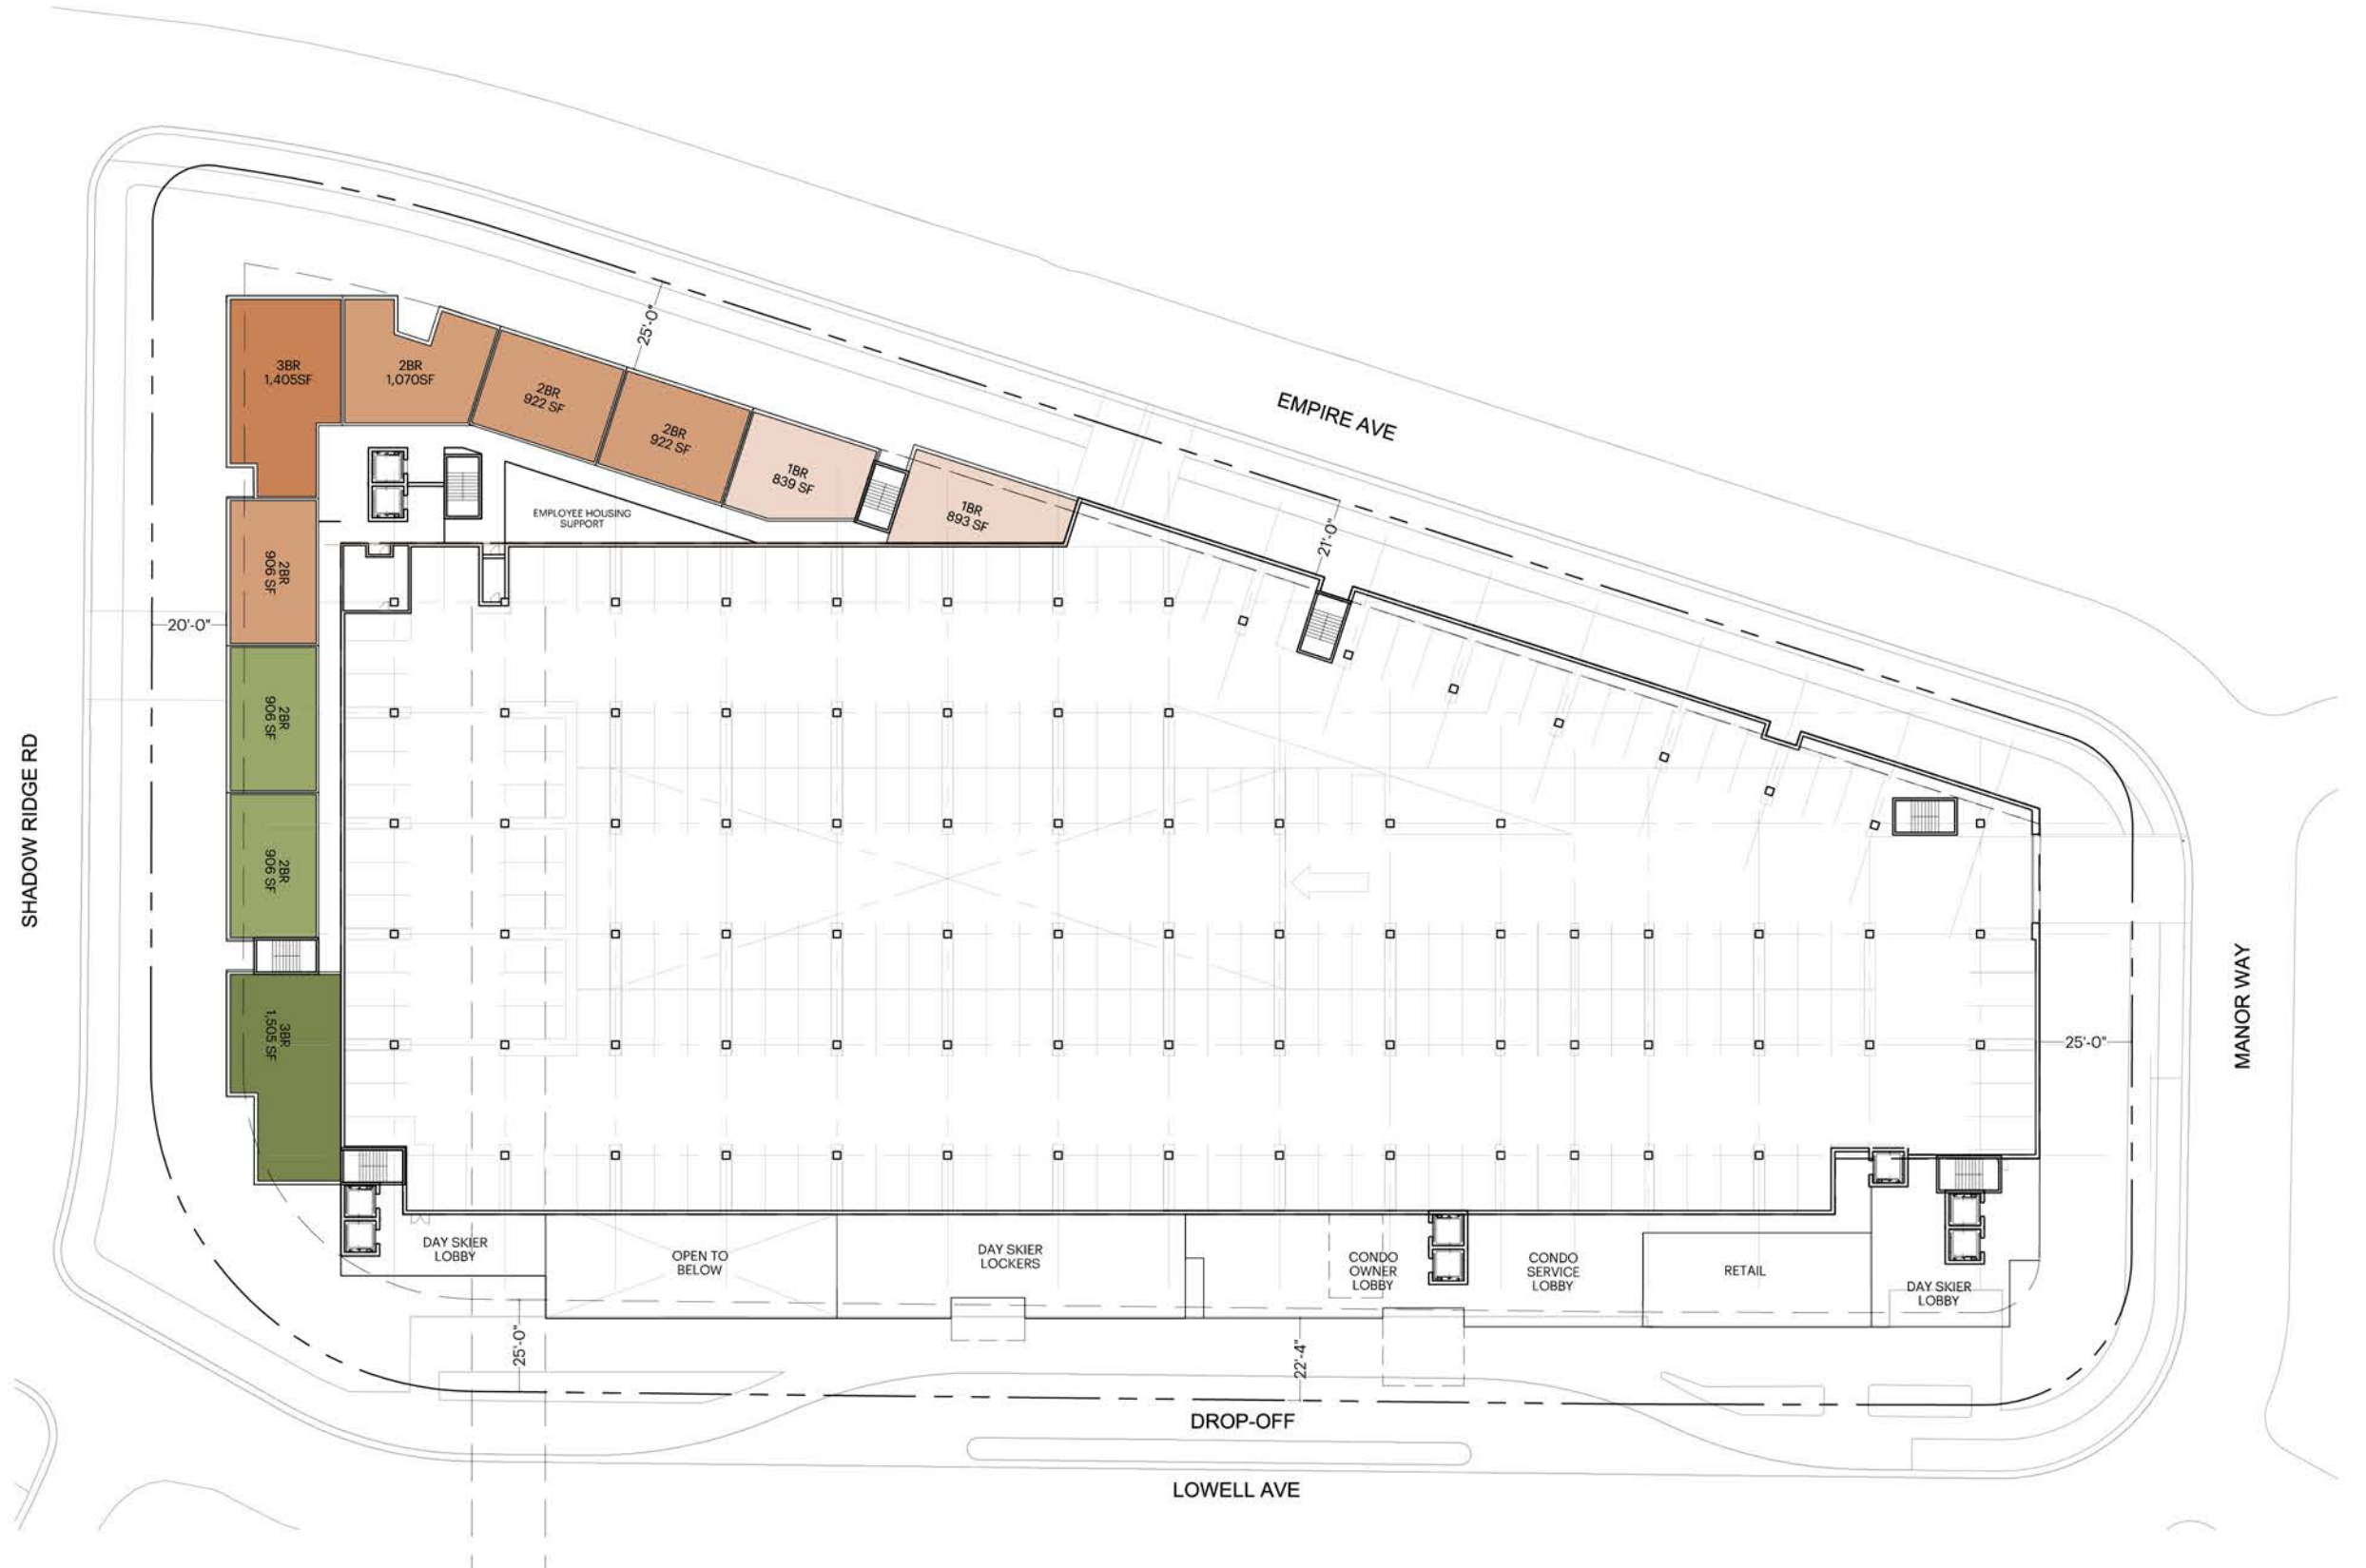 25'-0"
3BR
1,405SF
2BR
1,070SF
2BR
922 SF
2BR
922 SF
1BR
839 SF
1BR
893 SF
EMPIRE AVE
EMPLOYEE HOUSING
SUPPORT
21'-0"
2BR
906 SF
20'-0"
2BR
906 SF
2BR
906 SF
SHADOW RIDGE RD
3BR
1,505 SF
MANOR WAY
25'-0"
DAY SKIER
LOBBY
OPEN TO
BELOW
DAY SKIER
LOCKERS
CONDO
OWNER
LOBBY
CONDO
SERVICE
LOBBY
RETAIL
DAY SKIER
LOBBY
25'-0"
22'-4"
DROP-OFF
LOWELL AVE